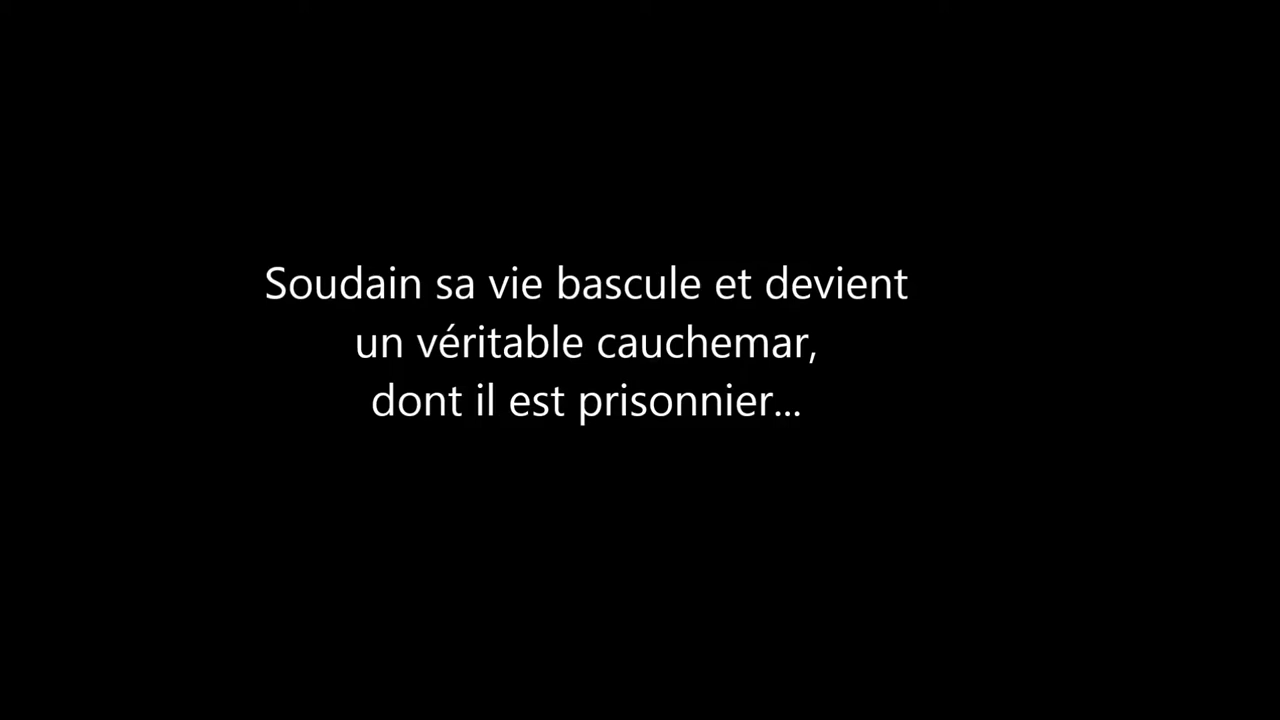 Soudain sa vie bascule et devient
un véritable cauchemar,
dont il est prisonnier...